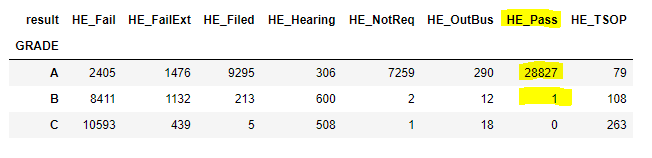 result HE_Fail HE_FailExt HE_Filed HE_Hearing HE_NotReq HE_OutBus HE_Pass HE_TSOP
GRADE
A 2405 1476 9295 306 7259 290 28827 79
B 8411 1132 213 600 2 12 1 108
C 10593 439 5 508 1 18 0 263